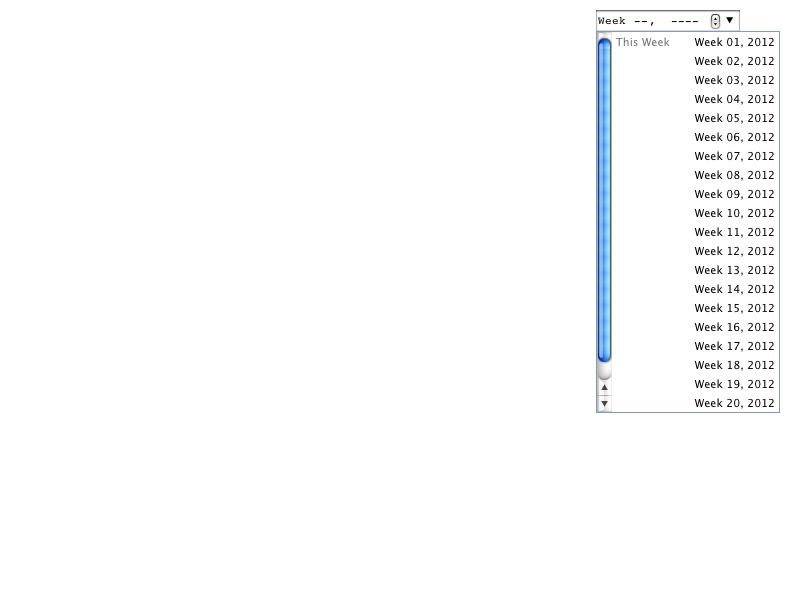 Week --, ----
This Week Week 01, 2012
Week 02, 2012
Week 03, 2012
Week 04, 2012
Week 05, 2012
Week 06, 2012
Week 07, 2012
Week 08, 2012
Week 09, 2012
Week 10, 2012
Week 11, 2012
Week 12, 2012
Week 13, 2012
Week 14, 2012
Week 15, 2012
Week 16, 2012
Week 17, 2012
Week 18, 2012
Week 19, 2012
Week 20, 2012